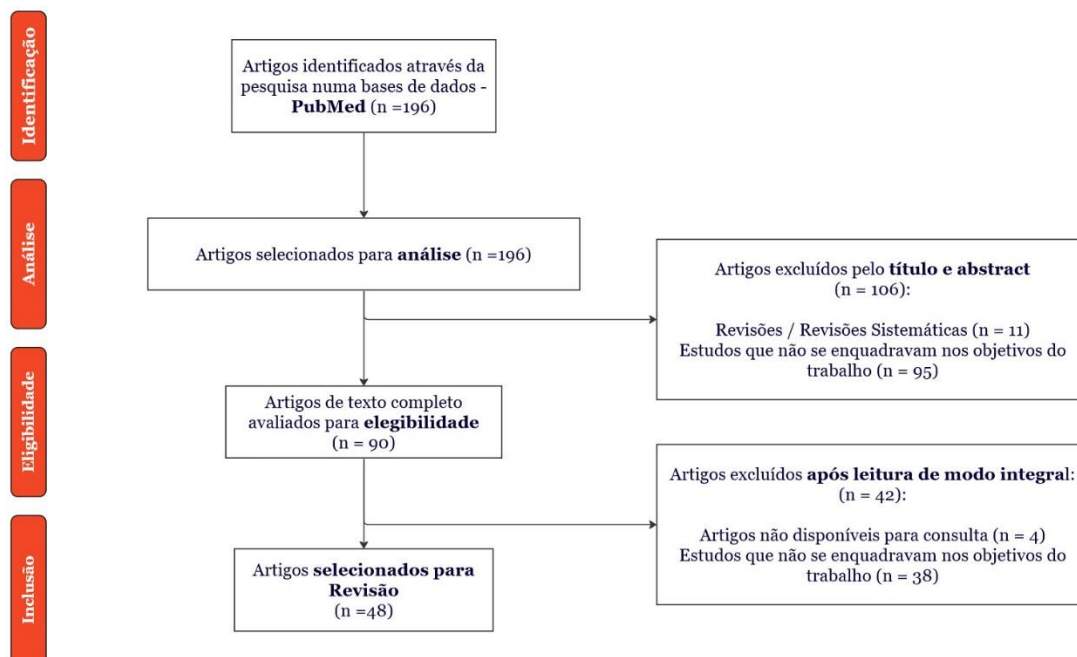 Identificação
Artigos identificados através da
pesquisa numa bases de dados -
PubMed (n =196)
Análise
Artigos selecionados para análise (n =196)
Artigos excluídos pelo título e abstract
(n = 106):
Revisões / Revisões Sistemáticas (n = 11)
Estudos que não se enquadravam nos objetivos do
trabalho (n = 95)
Eligibilidade
Artigos de texto completo
avaliados para elegibilidade
(n = 90)
Artigos excluídos após leitura de modo integral:
(n = 42):
Artigos não disponíveis para consulta (n = 4)
Estudos que não se enquadravam nos objetivos do
trabalho (n = 38)
Inclusão
Artigos selecionados para
Revisão
(n =48)